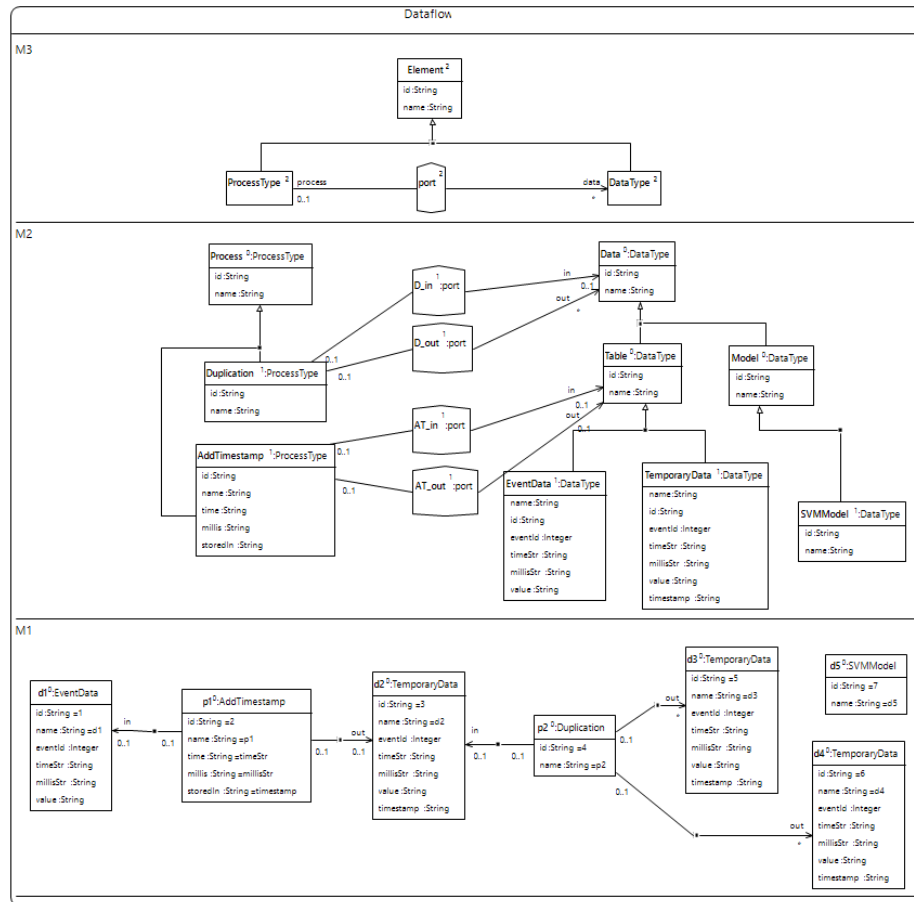 Dataflow
M3
Element 2
id :String
name :String
ProcessType 2
process
0..1
port 2
data
*
DataType 2
M2
Process 0:ProcessType
id :String
name :String
D_in 1 :port
in
0..1
Data 0:DataType
id :String
name :String
out
*
D_out 1 :port
0..1
0..1
Duplication 1:ProcessType
id :String
name :String
Table 0:DataType
id :String
name :String
Model 0:DataType
id :String
name :String
in
0..1
out
0..1
AT_in 1 :port
0..1
AddTimestamp 1:ProcessType
id :String
name :String
time :String
millis :String
storedIn :String
0..1
AT_out 1 :port
EventData 1:DataType
name:String
id :String
eventId :Integer
timeStr :String
millisStr :String
value :String
TemporaryData 1:DataType
name:String
id :String
eventId :Integer
timeStr :String
millisStr :String
value :String
timestamp :String
SVMModel 1:DataType
id :String
name :String
M1
d1 0:EventData
id :String =1
name :String =d1
eventId :Integer
timeStr :String
millisStr :String
value :String
in
0..1
0..1
p1 0:AddTimestamp
id :String =2
name :String =p1
time :String =timeStr
millis :String =millisStr
storedIn :String =timestamp
out
0..1
0..1
d2 0:TemporaryData
id :String =3
name :String =d2
eventId :Integer
timeStr :String
millisStr :String
value :String
timestamp :String
in
0..1
0..1
p2 0:Duplication
id :String =4
name :String =p2
out
*
0..1
0..1
d3 0:TemporaryData
id :String =5
name :String =d3
eventId :Integer
timeStr :String
millisStr :String
value :String
timestamp :String
d5 0:SVMModel
id :String =7
name :String =d5
out
*
d4 0:TemporaryData
id :String =6
name :String =d4
eventId :Integer
timeStr :String
millisStr :String
value :String
timestamp :String